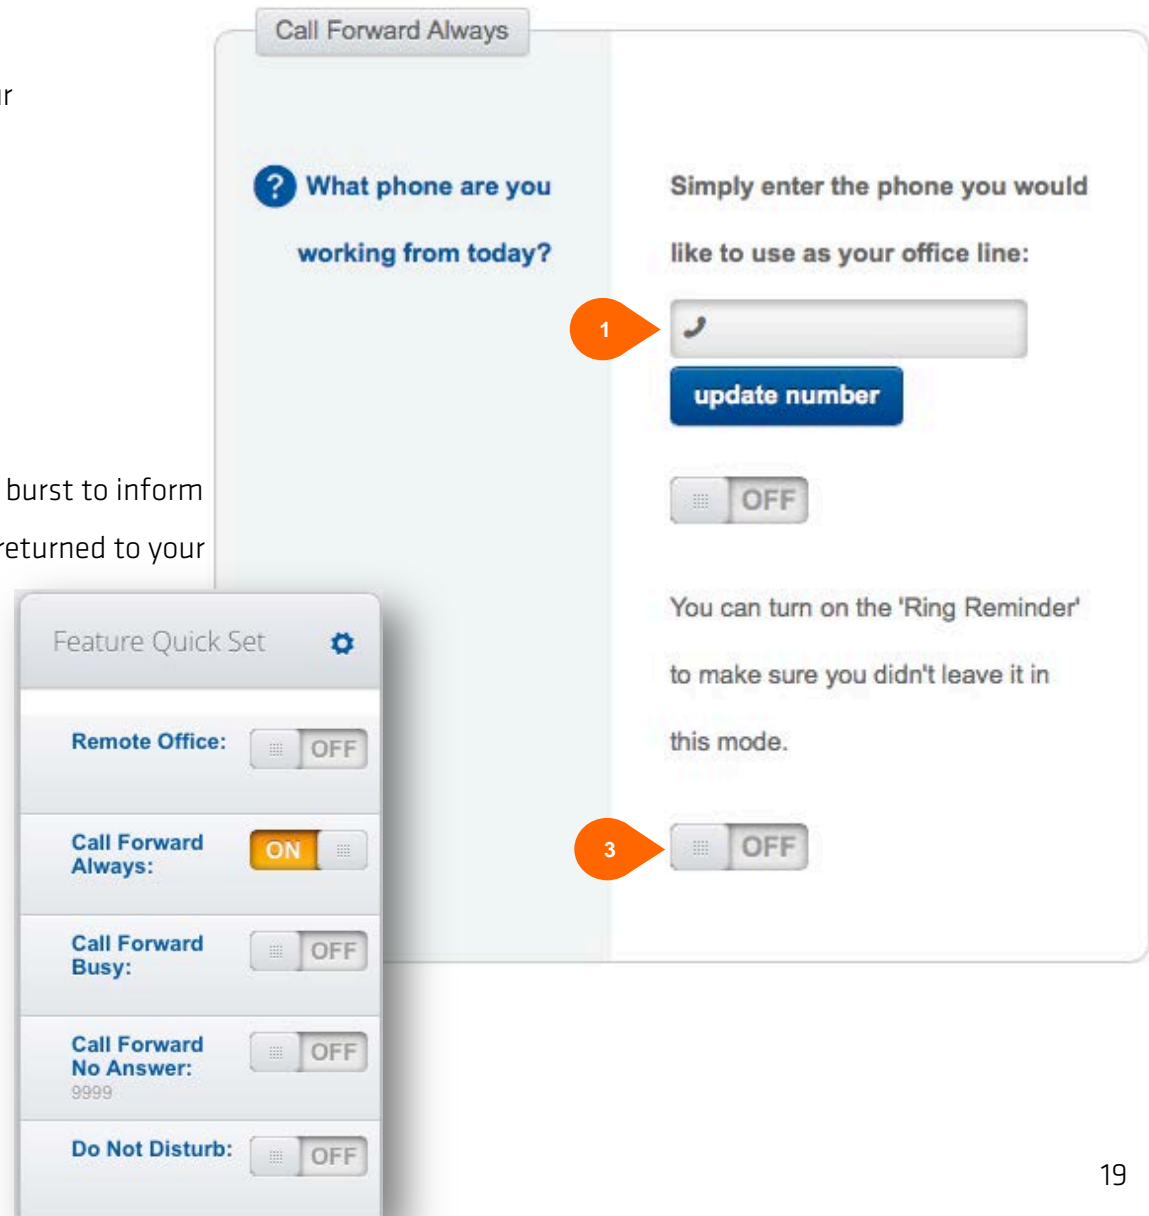 Call Forward Always
What phone are you
working from today?
Simply enter the phone you would
like to use as your office line:
1
update number
OFF
burst to inform
returned to your
You can turn on the 'Ring Reminder'
to make sure you didn't leave it in
this mode.
3
OFF
Feature Quick Set
Remote Office:
OFF
Call Forward
Always:
ON
Call Forward
Busy:
OFF
Call Forward
No Answer:
9999
OFF
Do Not Disturb:
OFF
19